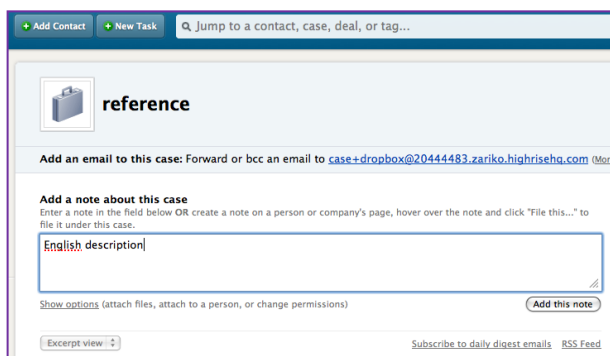 Add Contact New Task Jump to a contact, case, deal, or tag...
reference
Add an email to this case: Forward or bcc an email to case+dropbox@20444483.zariko.highrisehq.com (Mor
Add a note about this case
Enter a note in the field below OR create a note on a person or company's page, hover over the note and click "File this..." to
file it under this case.
English description
Show options (attach files, attach to a person, or change permissions) Add this note
Excerpt view Subscribe to daily digest emails RSS Feed